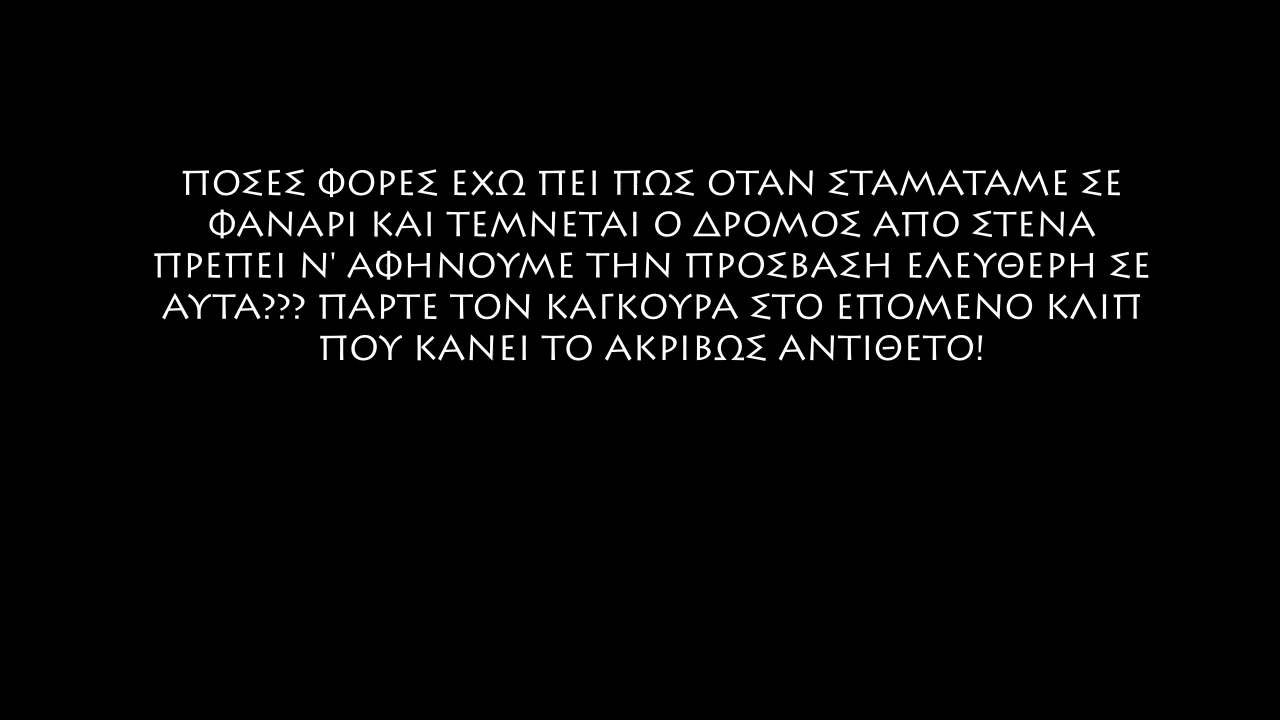 ΠΟΣΕΣ ΦΟΡΕΣ ΕΧΩ ΠΕΙ ΠΩΣ ΟΤΑΝ ΣΤΑΜΑΤΑΜΕ ΣΕ
ΦΑΝΑΡΙ ΚΑΙ ΤΕΜΝΕΤΑΙ Ο ΔΡΟΜΟΣ ΑΠΟ ΣΤΕΝΑ
ΠΡΕΠΕΙ Ν' ΑΦΗΝΟΥΜΕ ΤΗΝ ΠΡΟΣΒΑΣΗ ΕΛΕΥΘΕΡΗ ΣΕ
ΑΥΤΑ??? ΠΑΡΤΕ ΤΟΝ ΚΑΓΚΟΥΡΑ ΣΤΟ ΕΠΟΜΕΝΟ ΚΛΙΠ
ΠΟΥ ΚΑΝΕΙ ΤΟ ΑΚΡΙΒΩΣ ΑΝΤΙΘΕΤΟ!